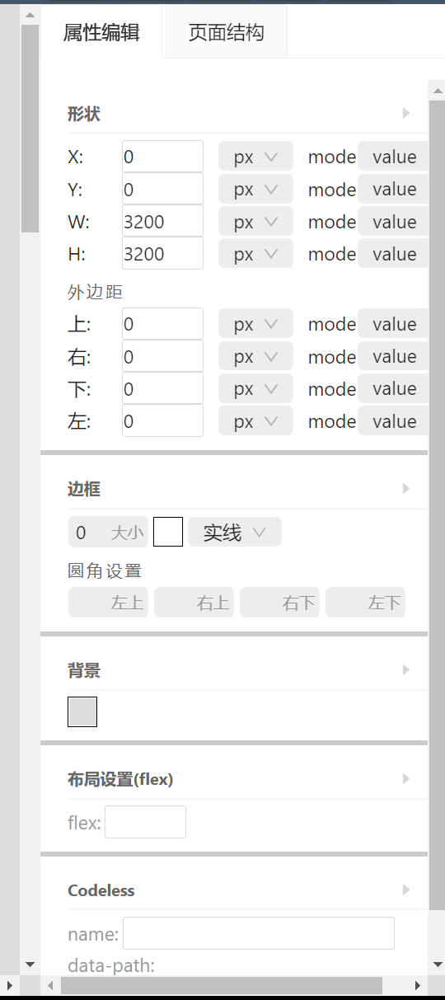 属性编辑 页面结构
形状
X: 0 px mode value
Y: 0 px mode value
W: 3200 px mode value
H: 3200 px mode value
外边距
上: 0 px mode value
右: 0 px mode value
下: 0 px mode value
左: 0 px mode value
边框
0 大小 实线
圆角设置
左上 右上 右下 左下
背景
布局设置(flex)
flex:
Codeless
name:
data-path: